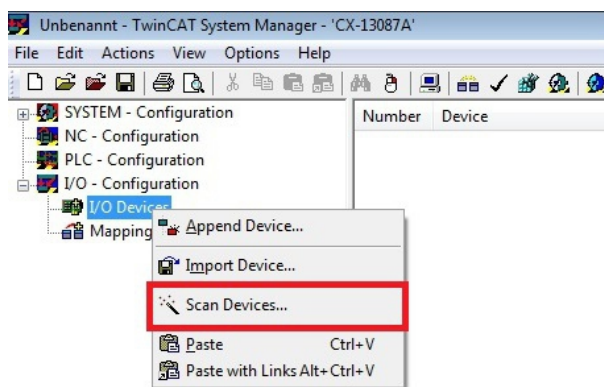 Unbenannt - TwinCAT System Manager - 'CX-13087A'
File Edit Actions View Options Help
SYSTEM - Configuration
NC - Configuration
PLC - Configuration
I/O - Configuration
I/O Devices
Mapping
Number Device
Append Device...
Import Device...
Scan Devices...
Paste Ctrl+V
Paste with Links Alt+Ctrl+V